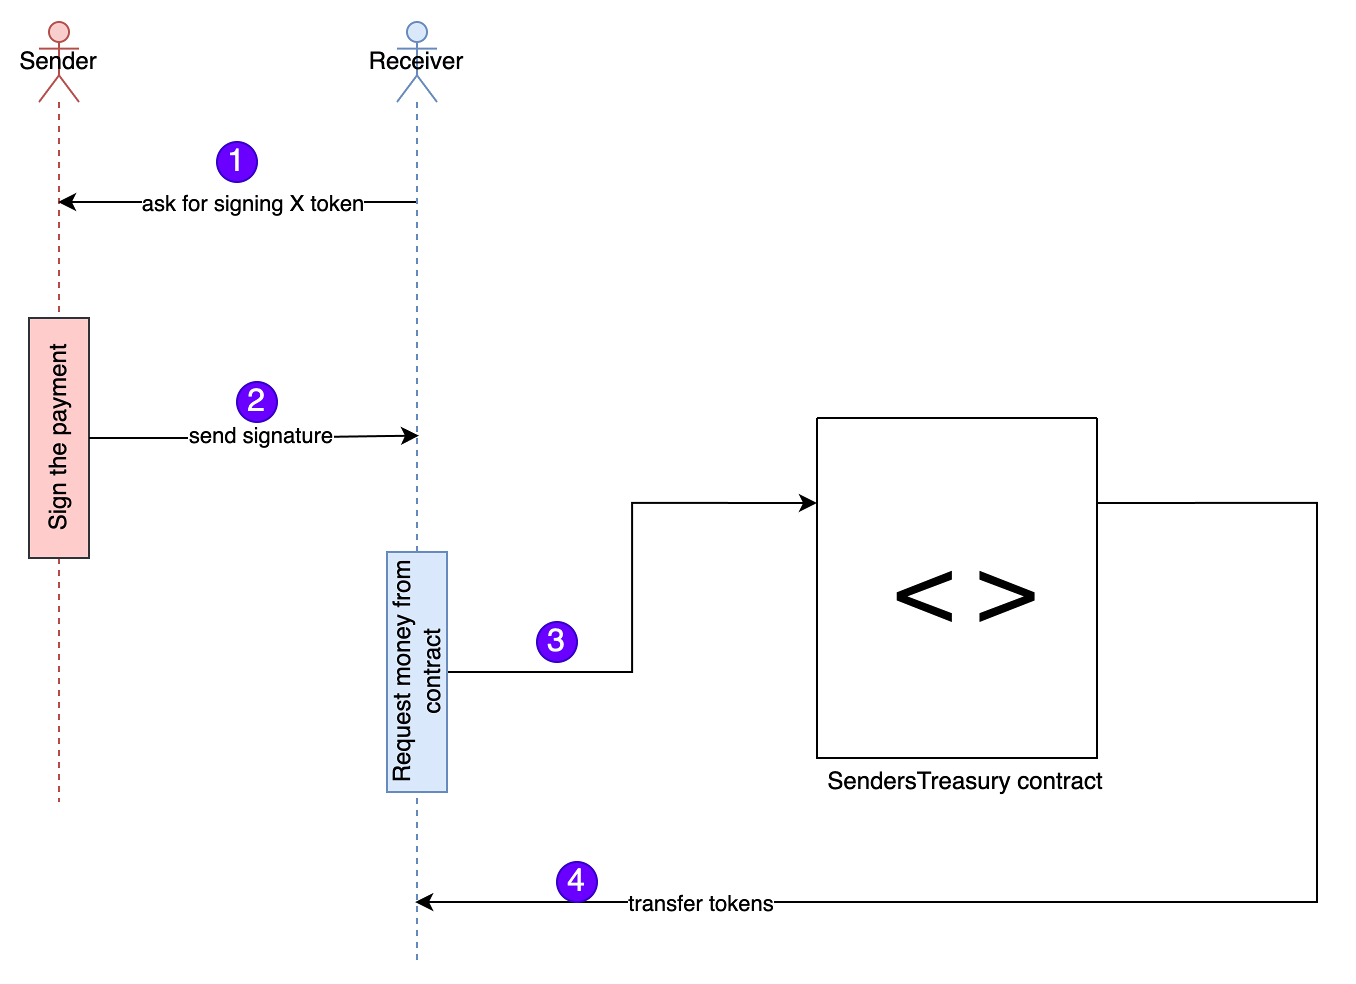 Sender
Receiver
1
ask for signing X token
Sign the payment
2
send signature
Request money from
contract
3
< >
SendersTreasury contract
4
transfer tokens